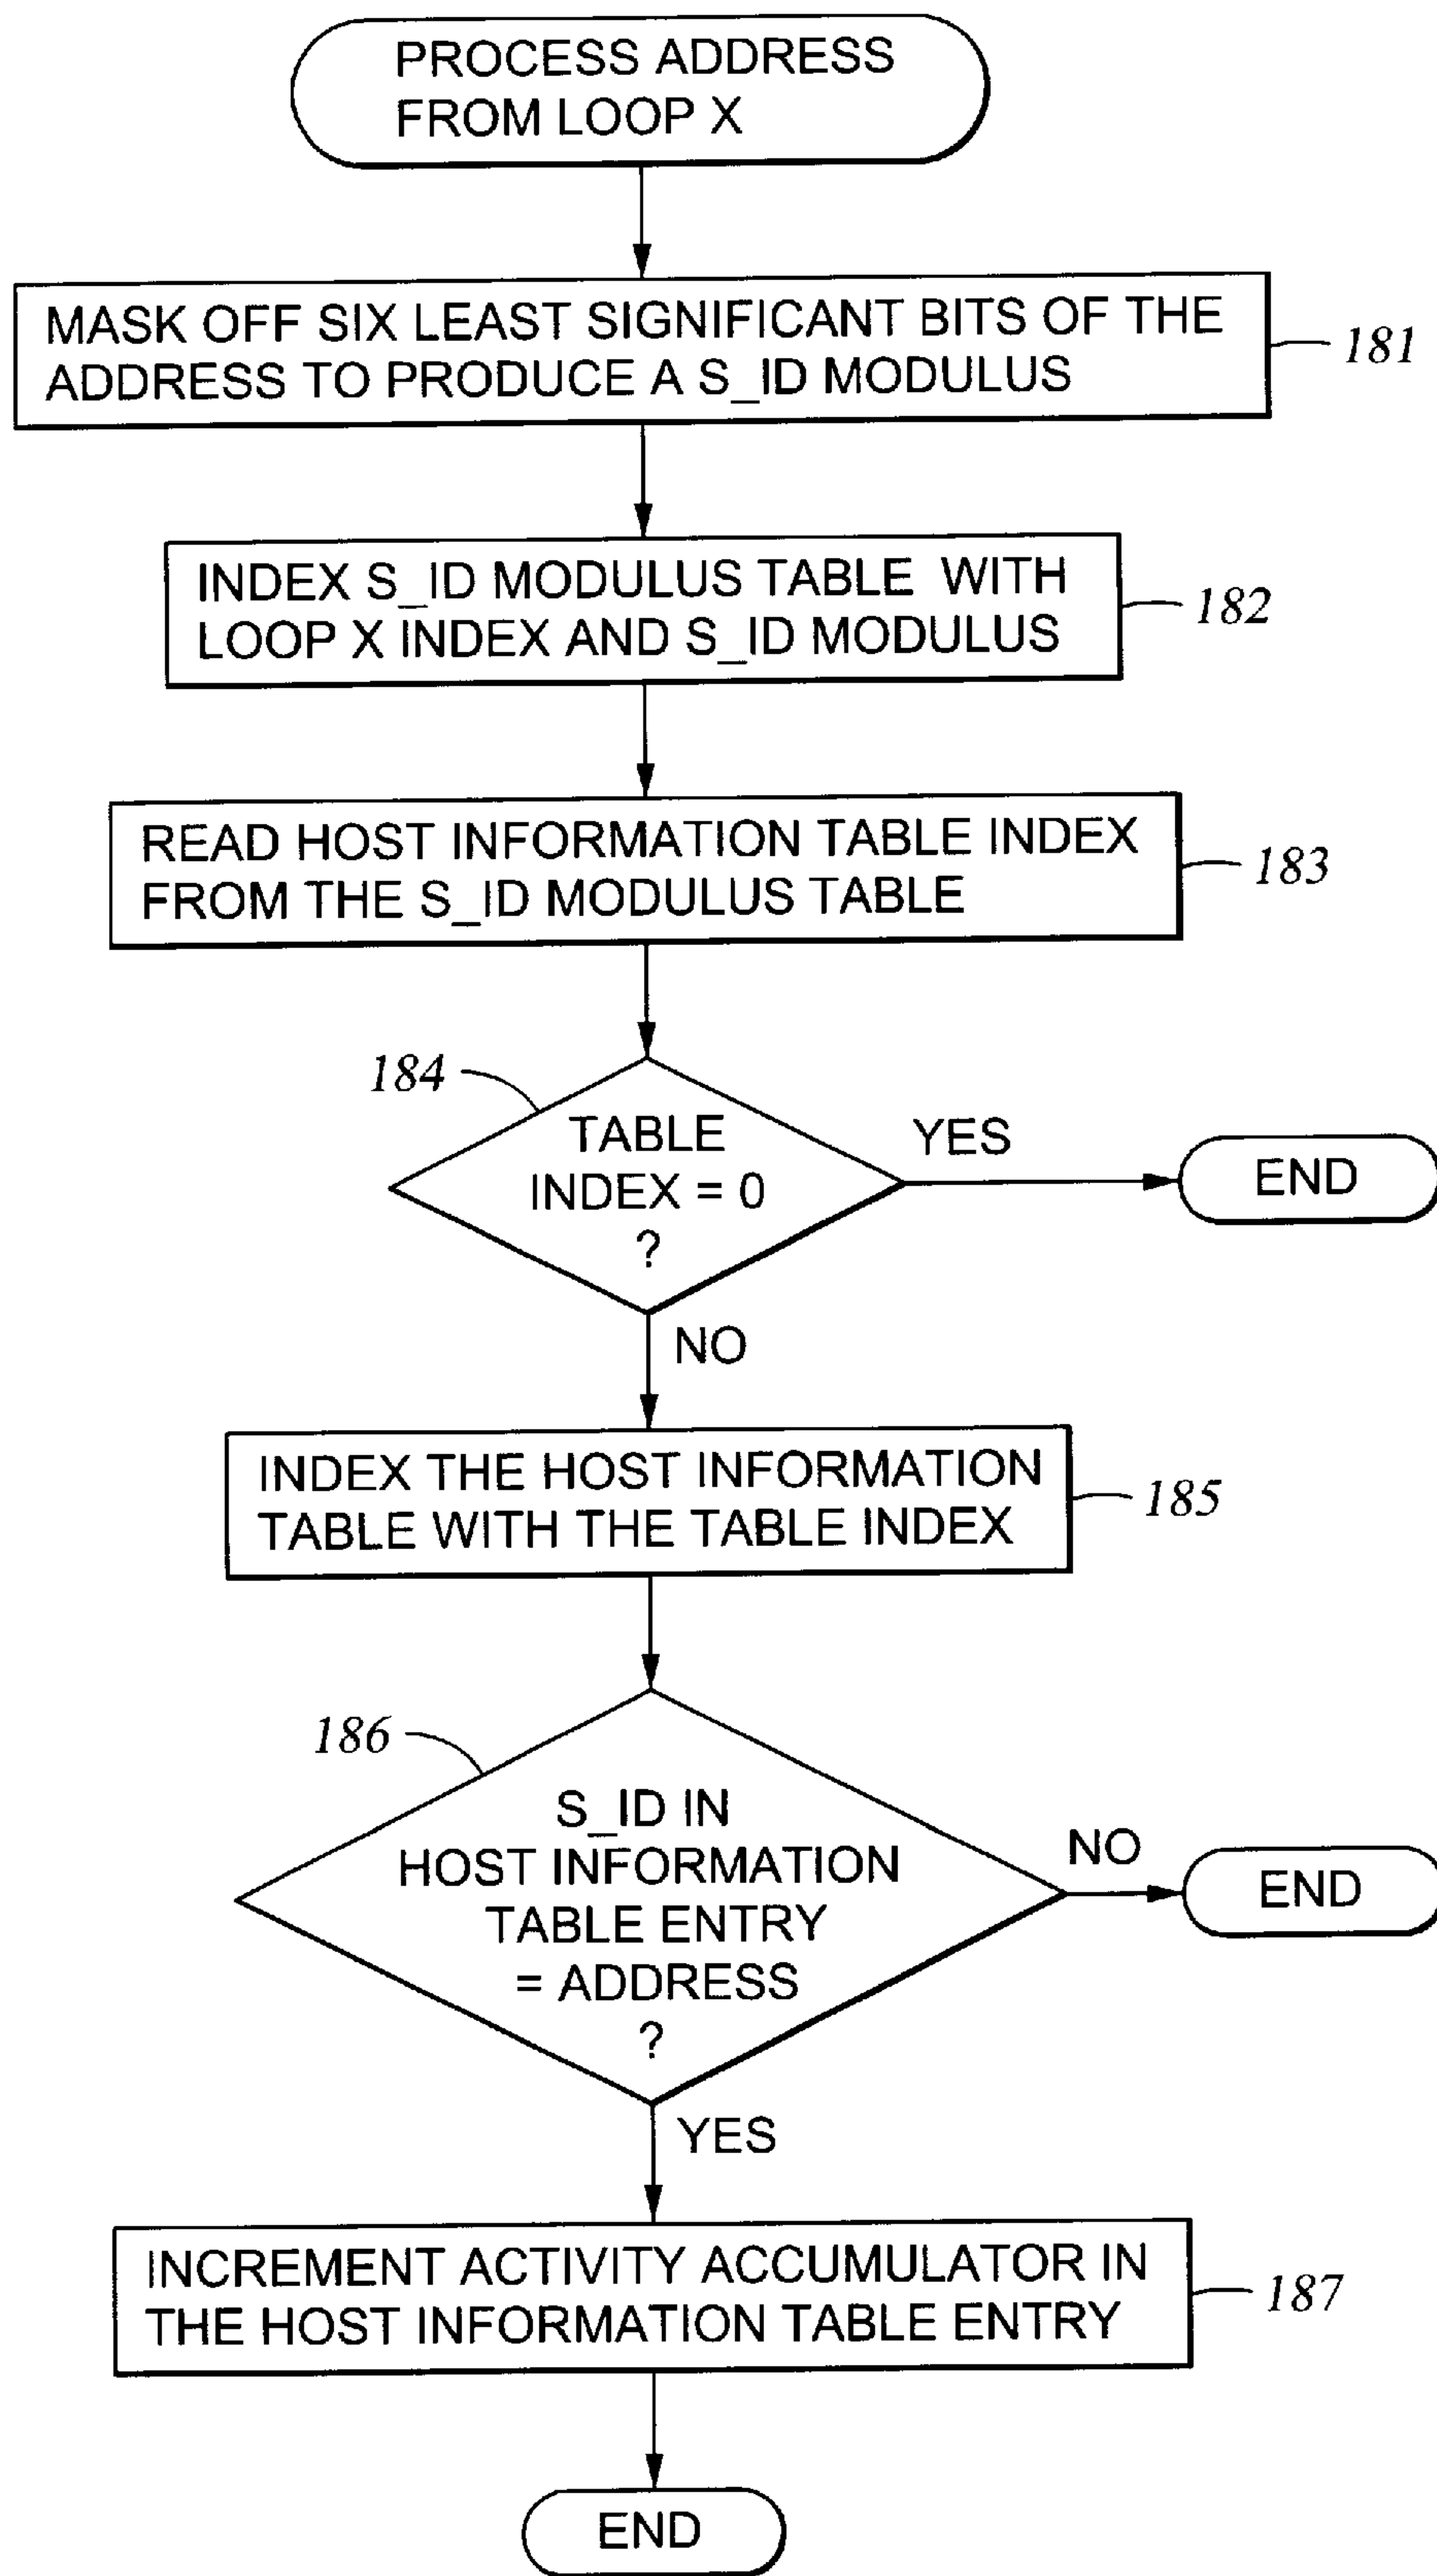 PROCESS ADDRESS
FROM LOOP X
MASK OFF SIX LEAST SIGNIFICANT BITS OF THE
ADDRESS TO PRODUCE A S_ID MODULUS
181
INDEX S_ID MODULUS TABLE WITH
LOOP X INDEX AND S_ID MODULUS
182
READ HOST INFORMATION TABLE INDEX
FROM THE S_ID MODULUS TABLE
183
184
TABLE
INDEX = 0
?
YES
END
NO
INDEX THE HOST INFORMATION
TABLE WITH THE TABLE INDEX
185
186
S_ID IN
HOST INFORMATION
TABLE ENTRY
= ADDRESS
?
NO
END
YES
INCREMENT ACTIVITY ACCUMULATOR IN
THE HOST INFORMATION TABLE ENTRY
187
END